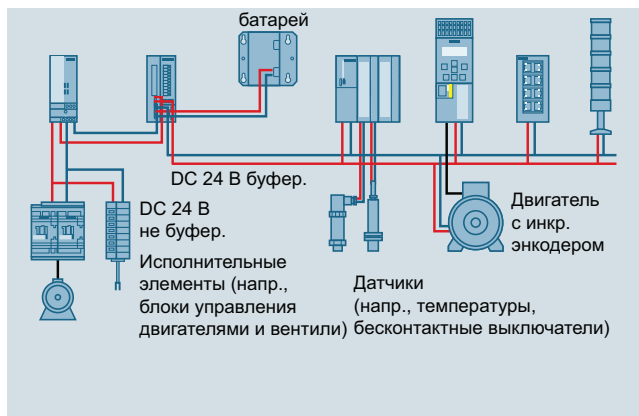 батарей
DC 24 В буфер.
DC 24 В
не буфер.
Исполнительные
элементы (напр.,
блоки управления
двигателями и вентили)
Датчики
(напр., температуры,
бесконтактные выключатели)
Двигатель
с инкр.
энкодером